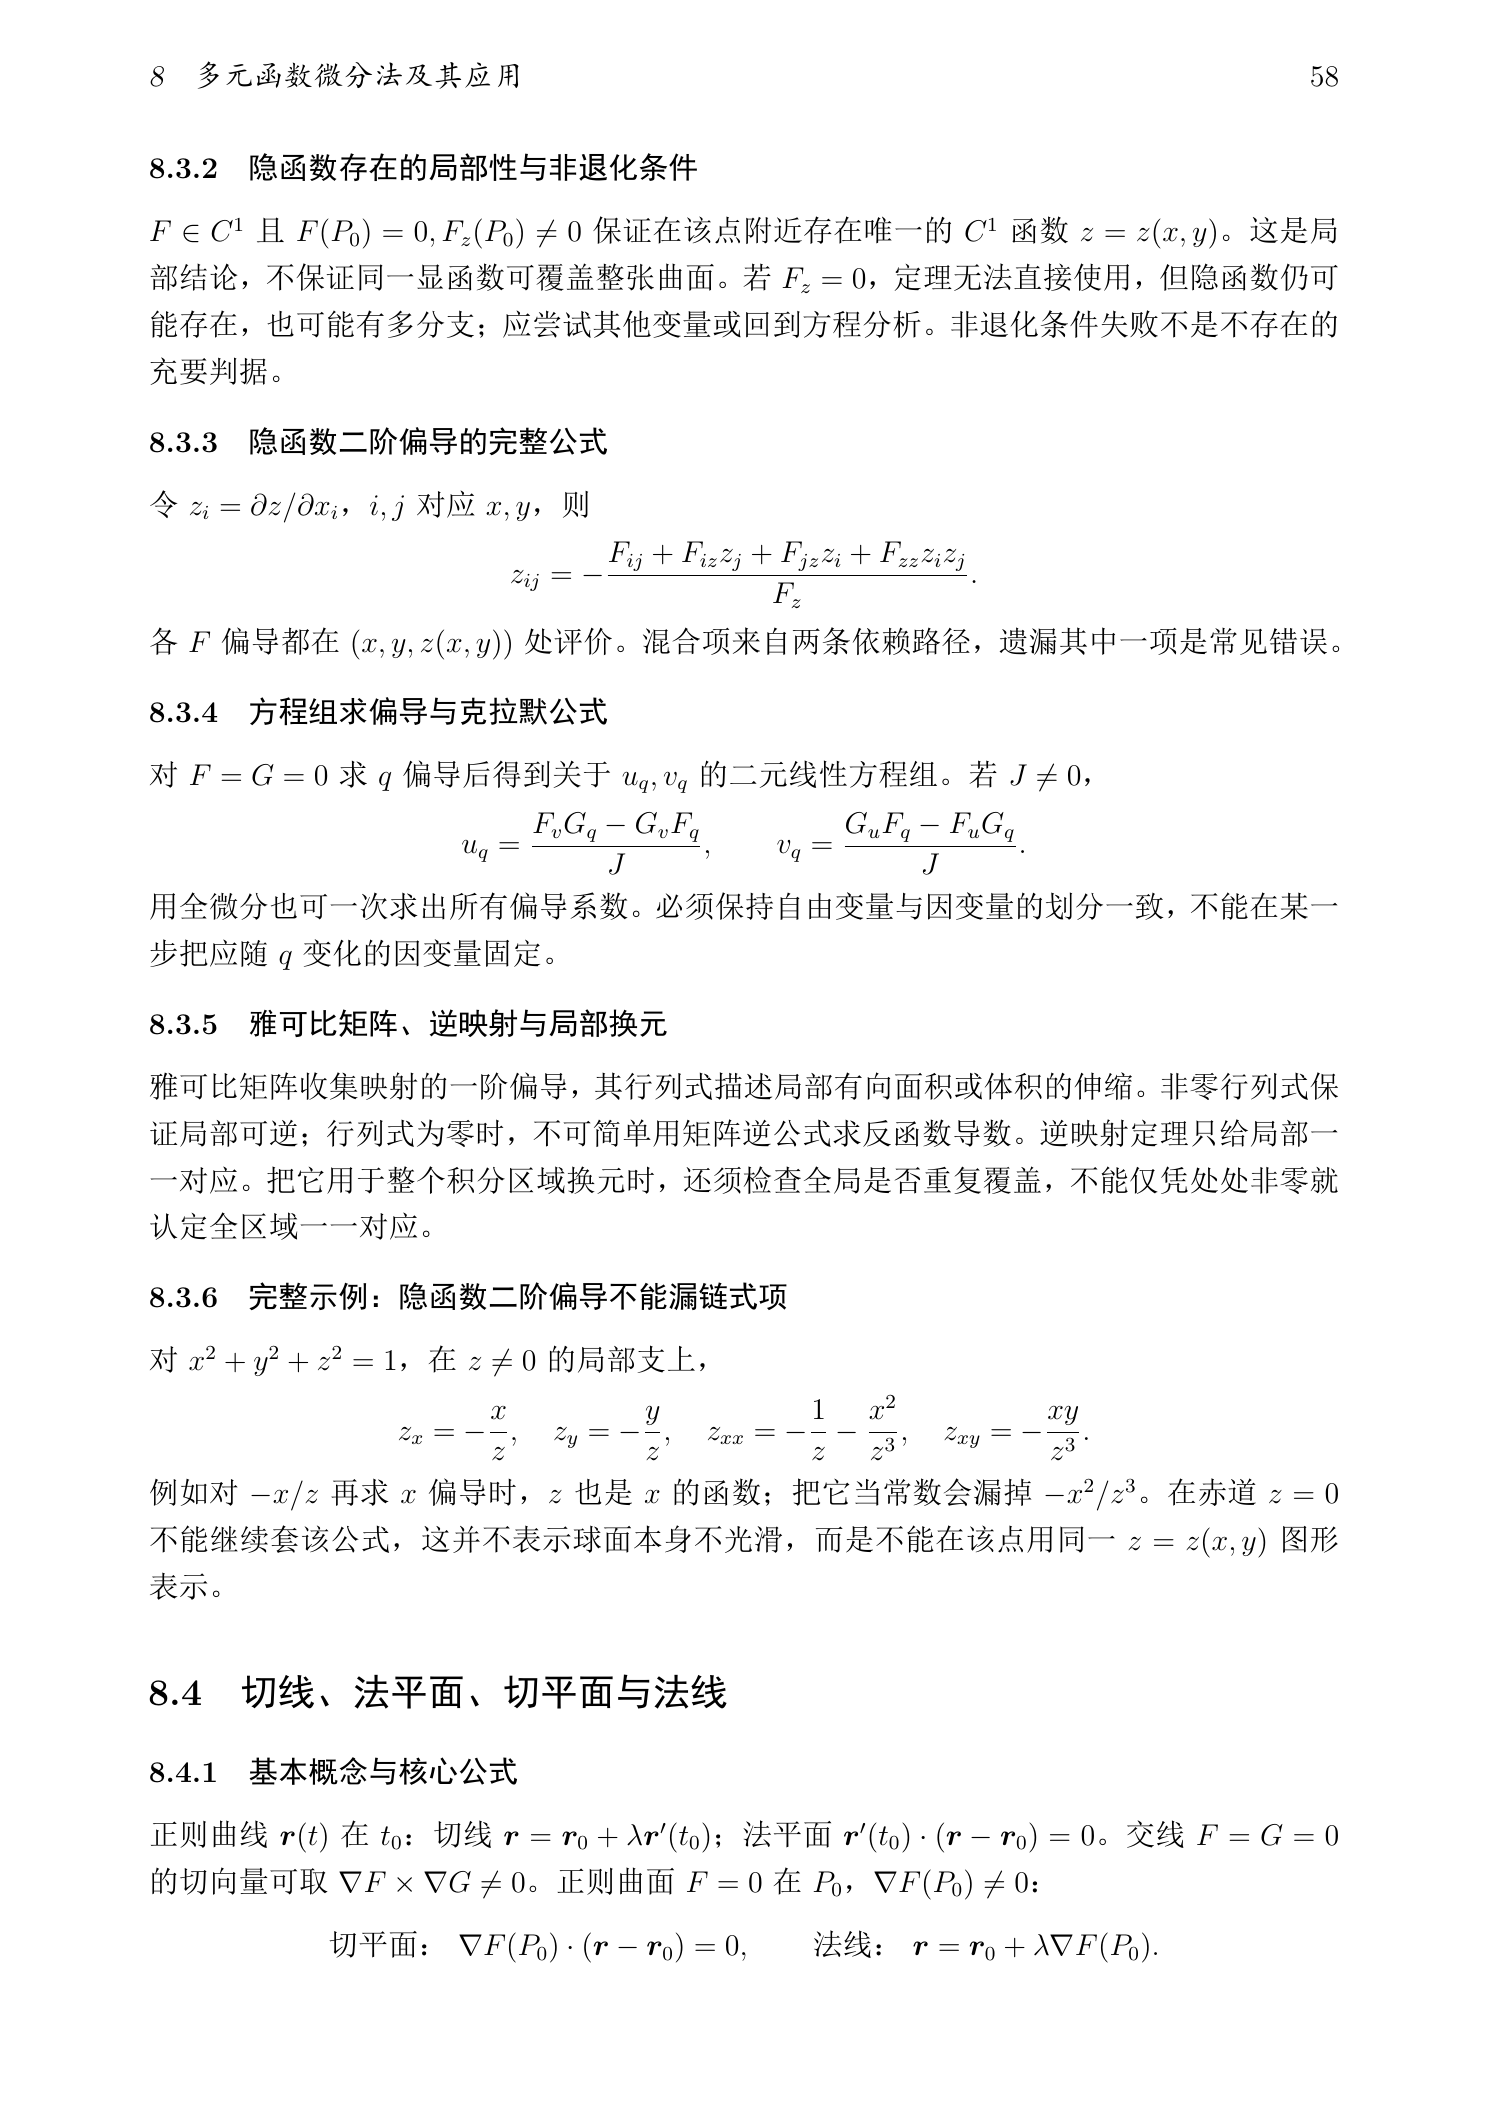 8 多元函数微分法及其应用 58
8.3.2 隐函数存在的局部性与非退化条件
F ∈ C¹ 且 F(P₀) = 0, F_z(P₀) ≠ 0 保证在该点附近存在唯一的 C¹ 函数 z = z(x, y)。这是局
部结论，不保证同一显函数可覆盖整张曲面。若 F_z = 0，定理无法直接使用，但隐函数仍可
能存在，也可能有多分支；应尝试其他变量或回到方程分析。非退化条件失败不是不存在的
充要判据。
8.3.3 隐函数二阶偏导的完整公式
令 z_i = ∂z/∂x_i，i, j 对应 x, y，则
z_{ij} = −\frac{F_{ij} + F_{iz}z_j + F_{jz}z_i + F_{zz}z_iz_j}{F_z}.
各 F 偏导都在 (x, y, z(x, y)) 处评价。混合项来自两条依赖路径，遗漏其中一项是常见错误。
8.3.4 方程组求偏导与克拉默公式
对 F = G = 0 求 q 偏导后得到关于 u_q, v_q 的二元线性方程组。若 J ≠ 0，
u_q = \frac{F_vG_q − G_vF_q}{J}, v_q = \frac{G_uF_q − F_uG_q}{J}.
用全微分也可一次求出所有偏导系数。必须保持自由变量与因变量的划分一致，不能在某一
步把应随 q 变化的因变量固定。
8.3.5 雅可比矩阵、逆映射与局部换元
雅可比矩阵收集映射的一阶偏导，其行列式描述局部有向面积或体积的伸缩。非零行列式保
证局部可逆；行列式为零时，不可简单用矩阵逆公式求反函数导数。逆映射定理只给局部一
一对应。把它用于整个积分区域换元时，还须检查全局是否重复覆盖，不能仅凭处处非零就
认定全区域一一对应。
8.3.6 完整示例：隐函数二阶偏导不能漏链式项
对 x² + y² + z² = 1，在 z ≠ 0 的局部支上，
z_x = −\frac{x}{z}, z_y = −\frac{y}{z}, z_{xx} = −\frac{1}{z} − \frac{x²}{z³}, z_{xy} = −\frac{xy}{z³}.
例如对 −x/z 再求 x 偏导时，z 也是 x 的函数；把它当常数会漏掉 −x²/z³。在赤道 z = 0
不能继续套该公式，这并不表示球面本身不光滑，而是不能在该点用同一 z = z(x, y) 图形
表示。
8.4 切线、法平面、切平面与法线
8.4.1 基本概念与核心公式
正则曲线 r(t) 在 t₀：切线 r = r₀ + λr′(t₀)；法平面 r′(t₀) · (r − r₀) = 0。交线 F = G = 0
的切向量可取 ∇F × ∇G ≠ 0。正则曲面 F = 0 在 P₀，∇F(P₀) ≠ 0：
切平面： ∇F(P₀) · (r − r₀) = 0, 法线： r = r₀ + λ∇F(P₀).